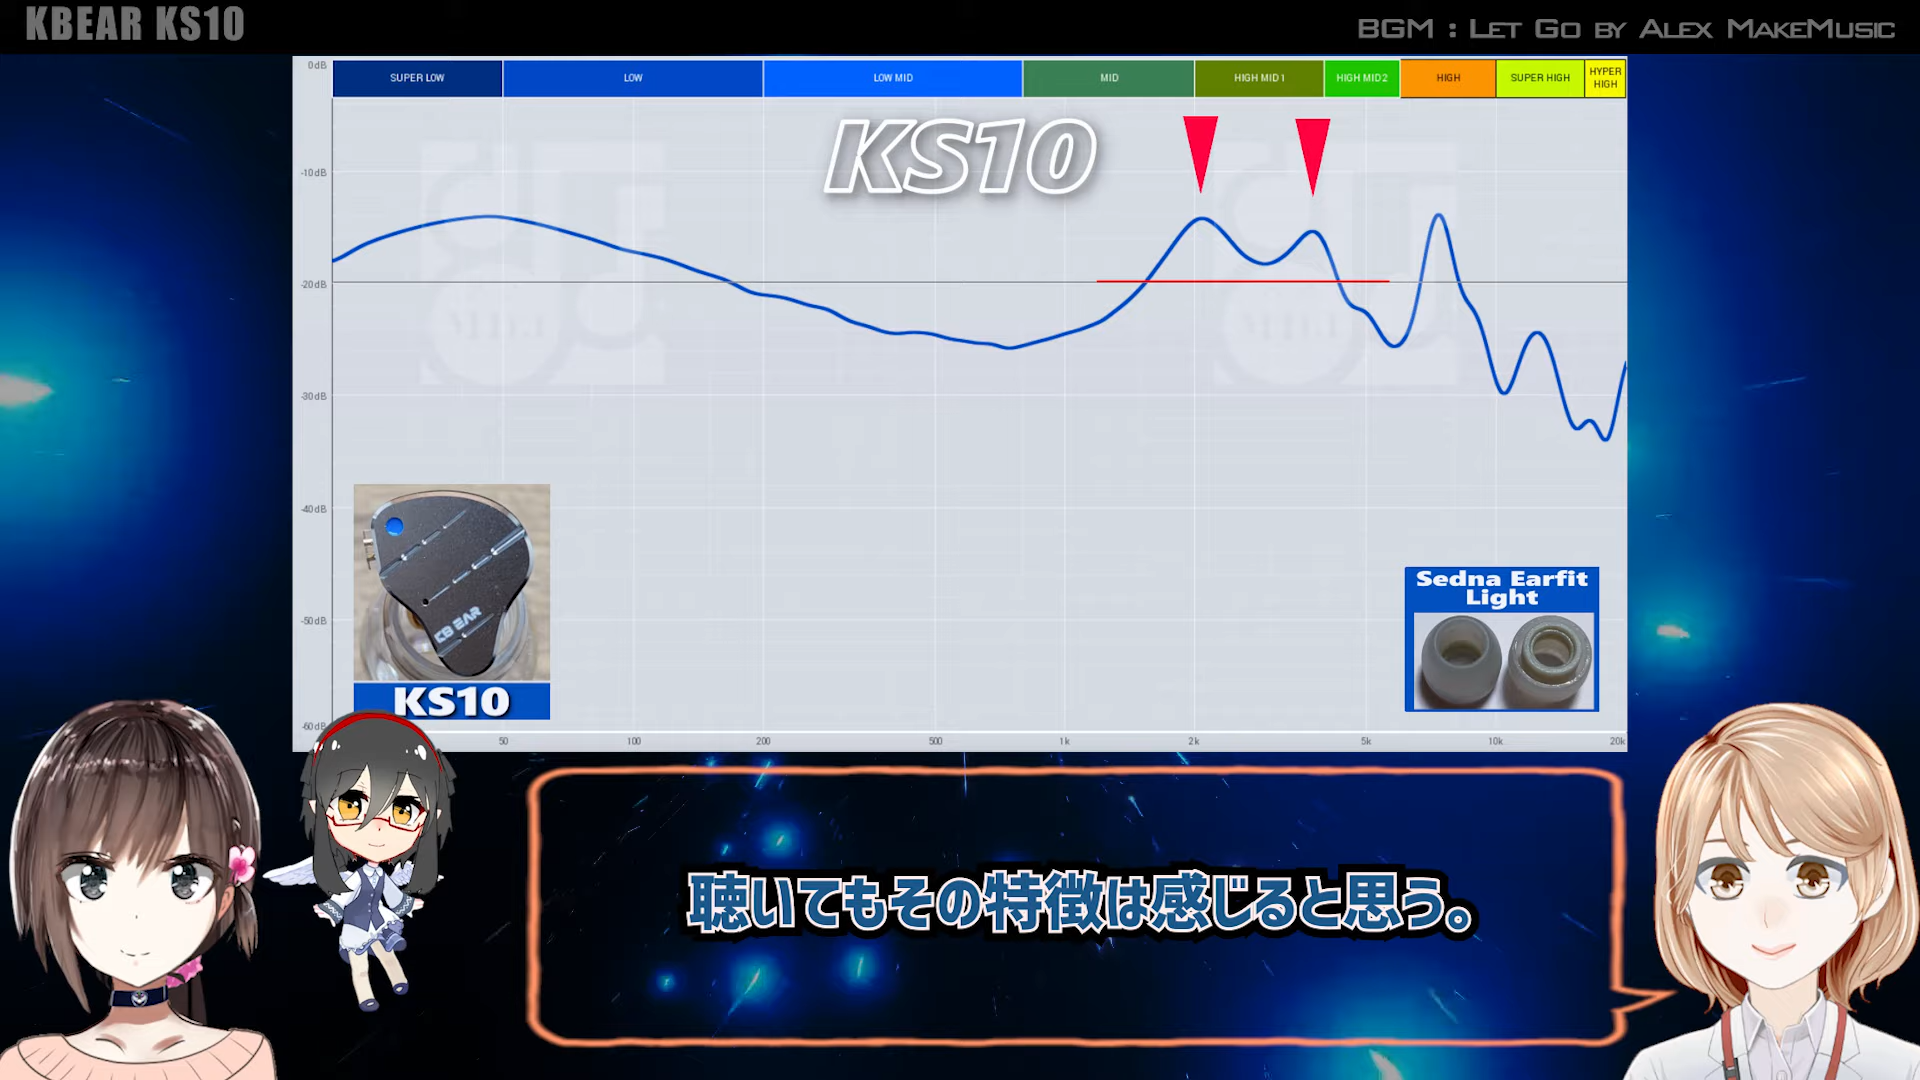 KBEAR KS10
BGM : Let Go by Alex MakeMusic
0dB
SUPER LOW
LOW
LOW MID
MID
HIGH MID 1
HIGH MID 2
HIGH
SUPER HIGH
HYPER HIGH
KS10
-10dB
-20dB
-30dB
-40dB
-50dB
-60dB
KB EAR
KS10
Sedna Earfit
Light
50
100
200
500
1k
2k
5k
10k
20k
聴いてもその特徴は感じると思う。